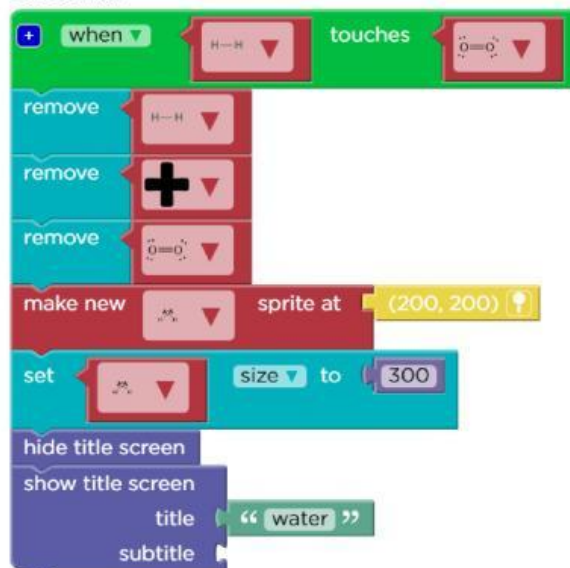 when touches
H—H
O=O
remove
H—H
remove
remove
O=O
make new sprite at (200, 200)
set size to 300
hide title screen
show title screen
title “ water ”
subtitle